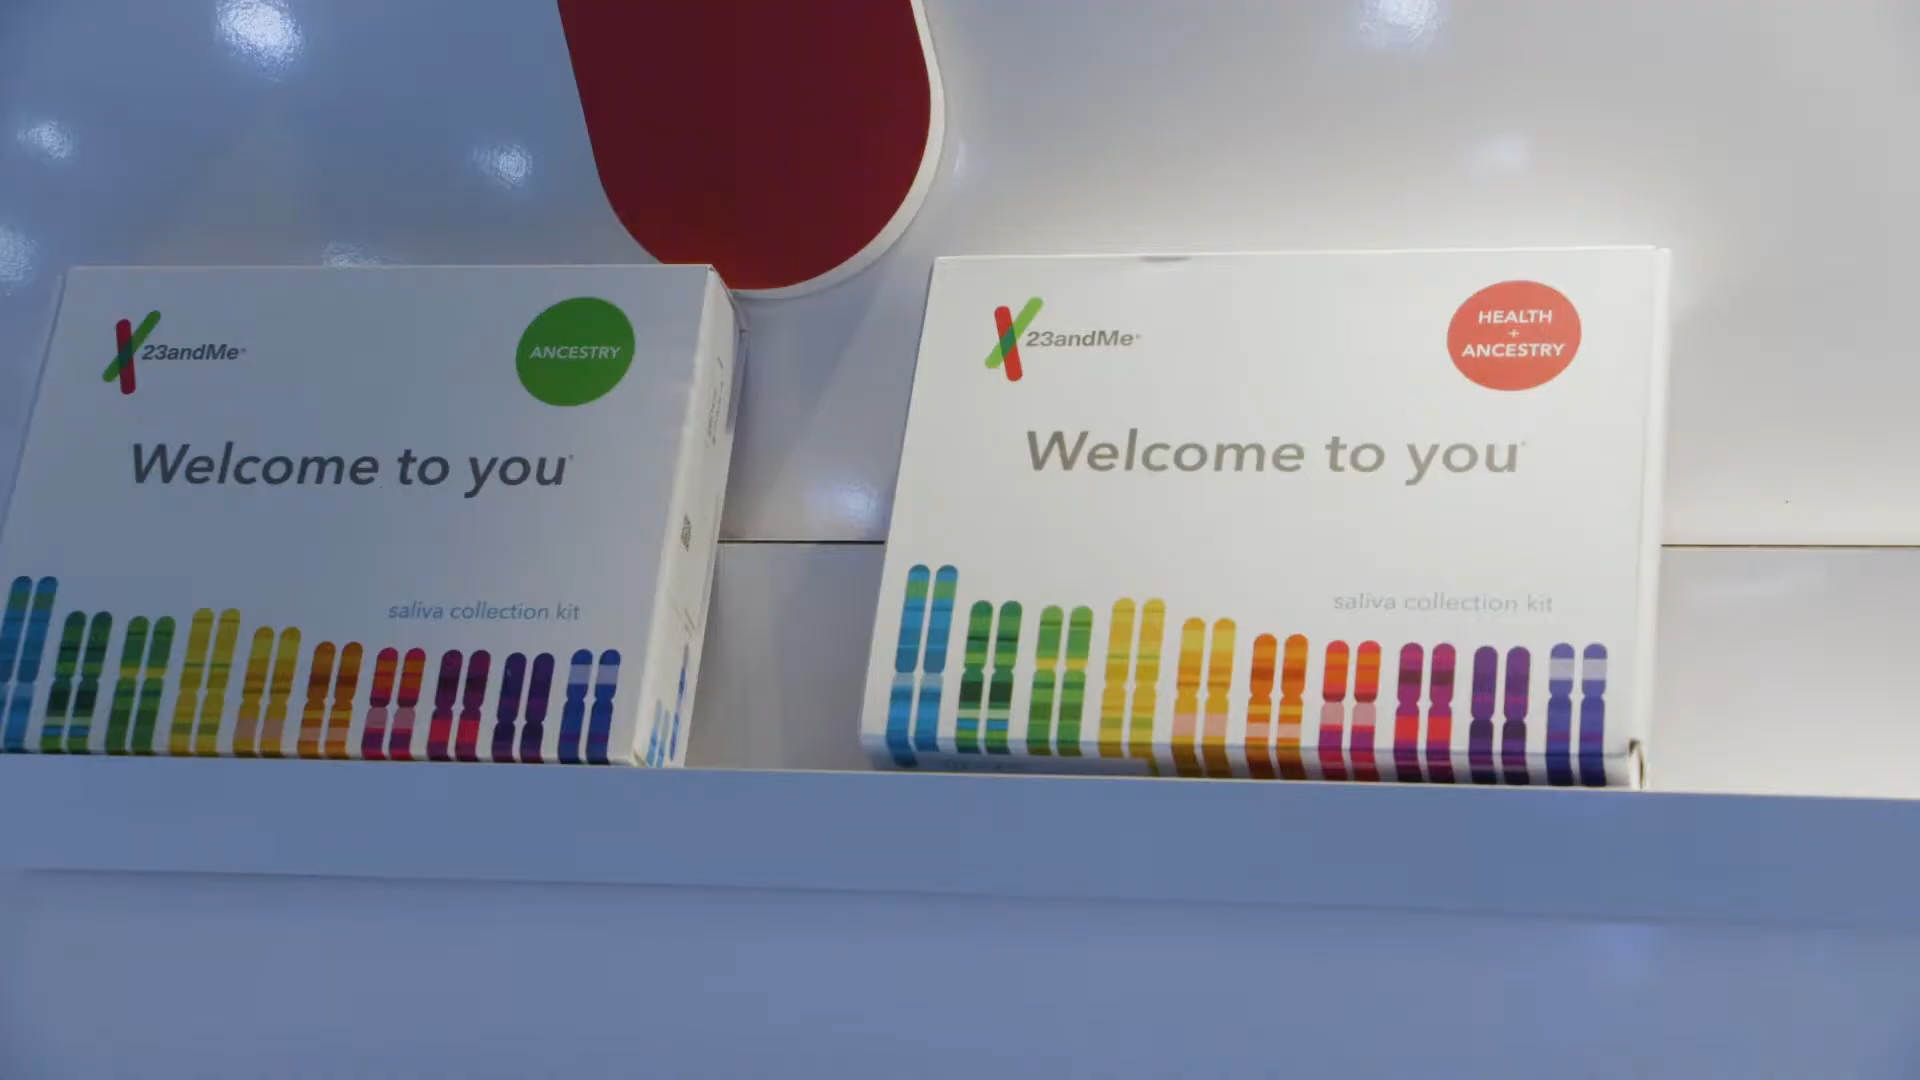 23andMe
ANCESTRY
Welcome to you
saliva collection kit
23andMe
HEALTH
+
ANCESTRY
Welcome to you
saliva collection kit